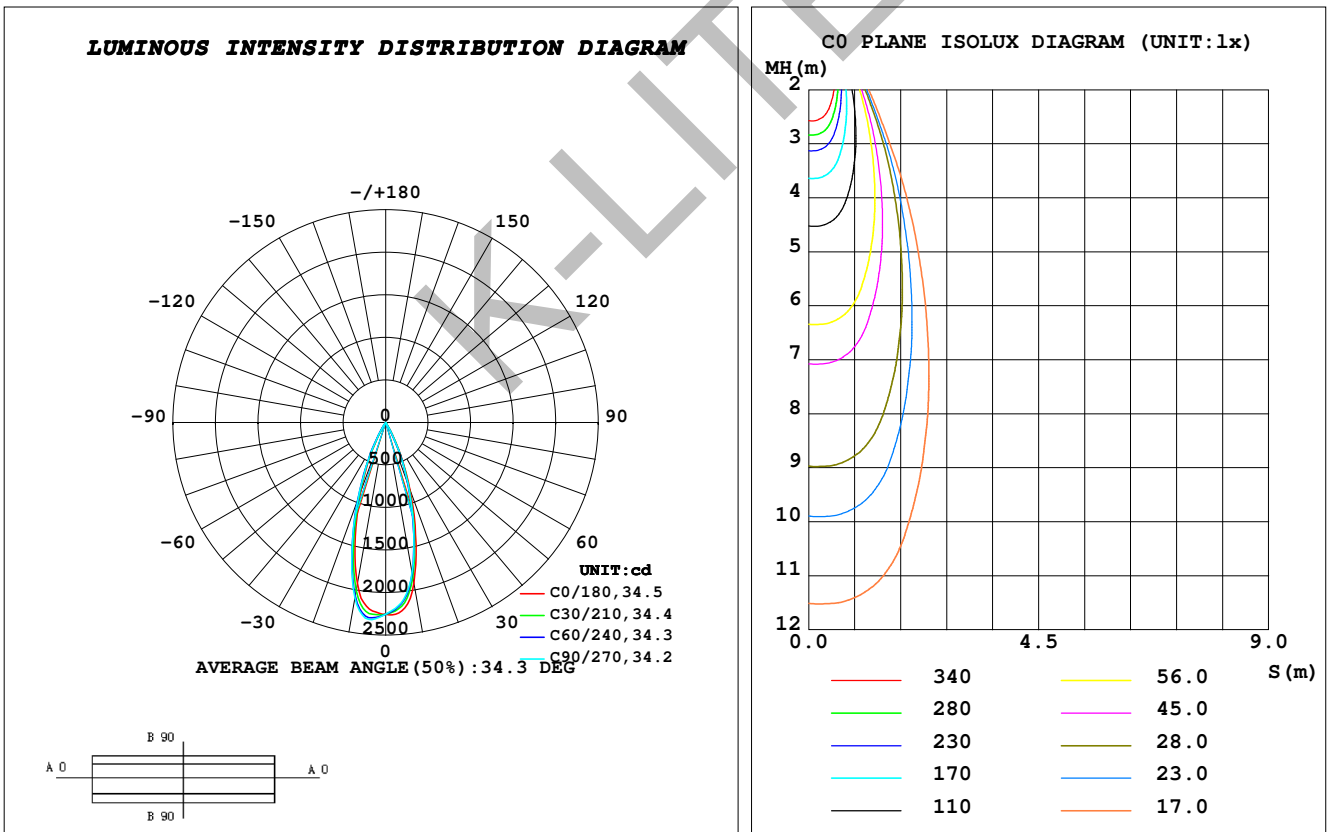 LUMINOUS INTENSITY DISTRIBUTION DIAGRAM
-/+180
-150
150
-120
120
-90
90
-60
60
-30
30
0
0
500
1000
1500
2000
2500
UNIT:cd
C0/180,34.5
C30/210,34.4
C60/240,34.3
C90/270,34.2
AVERAGE BEAM ANGLE(50%):34.3 DEG
B 90
A 0
A 0
B 90
C0 PLANE ISOLUX DIAGRAM (UNIT:lx)
MH(m)
2
3
4
5
6
7
8
9
10
11
12
0.0
4.5
9.0
S(m)
340
56.0
280
45.0
230
28.0
170
23.0
110
17.0
K-LITE